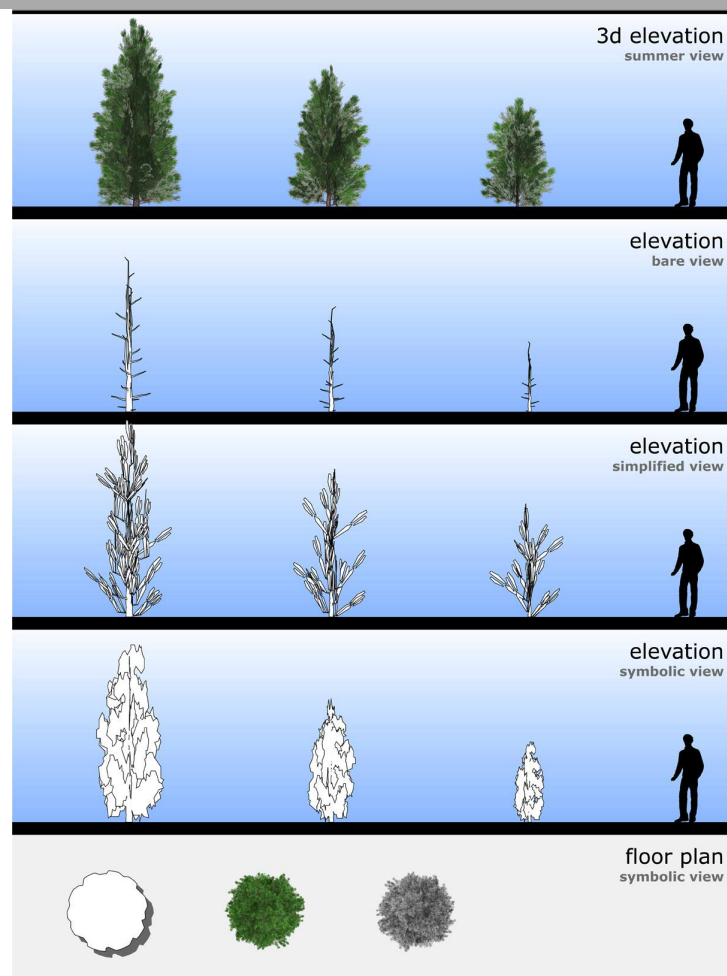 3d elevation
summer view
elevation
bare view
elevation
simplified view
elevation
symbolic view
floor plan
symbolic view